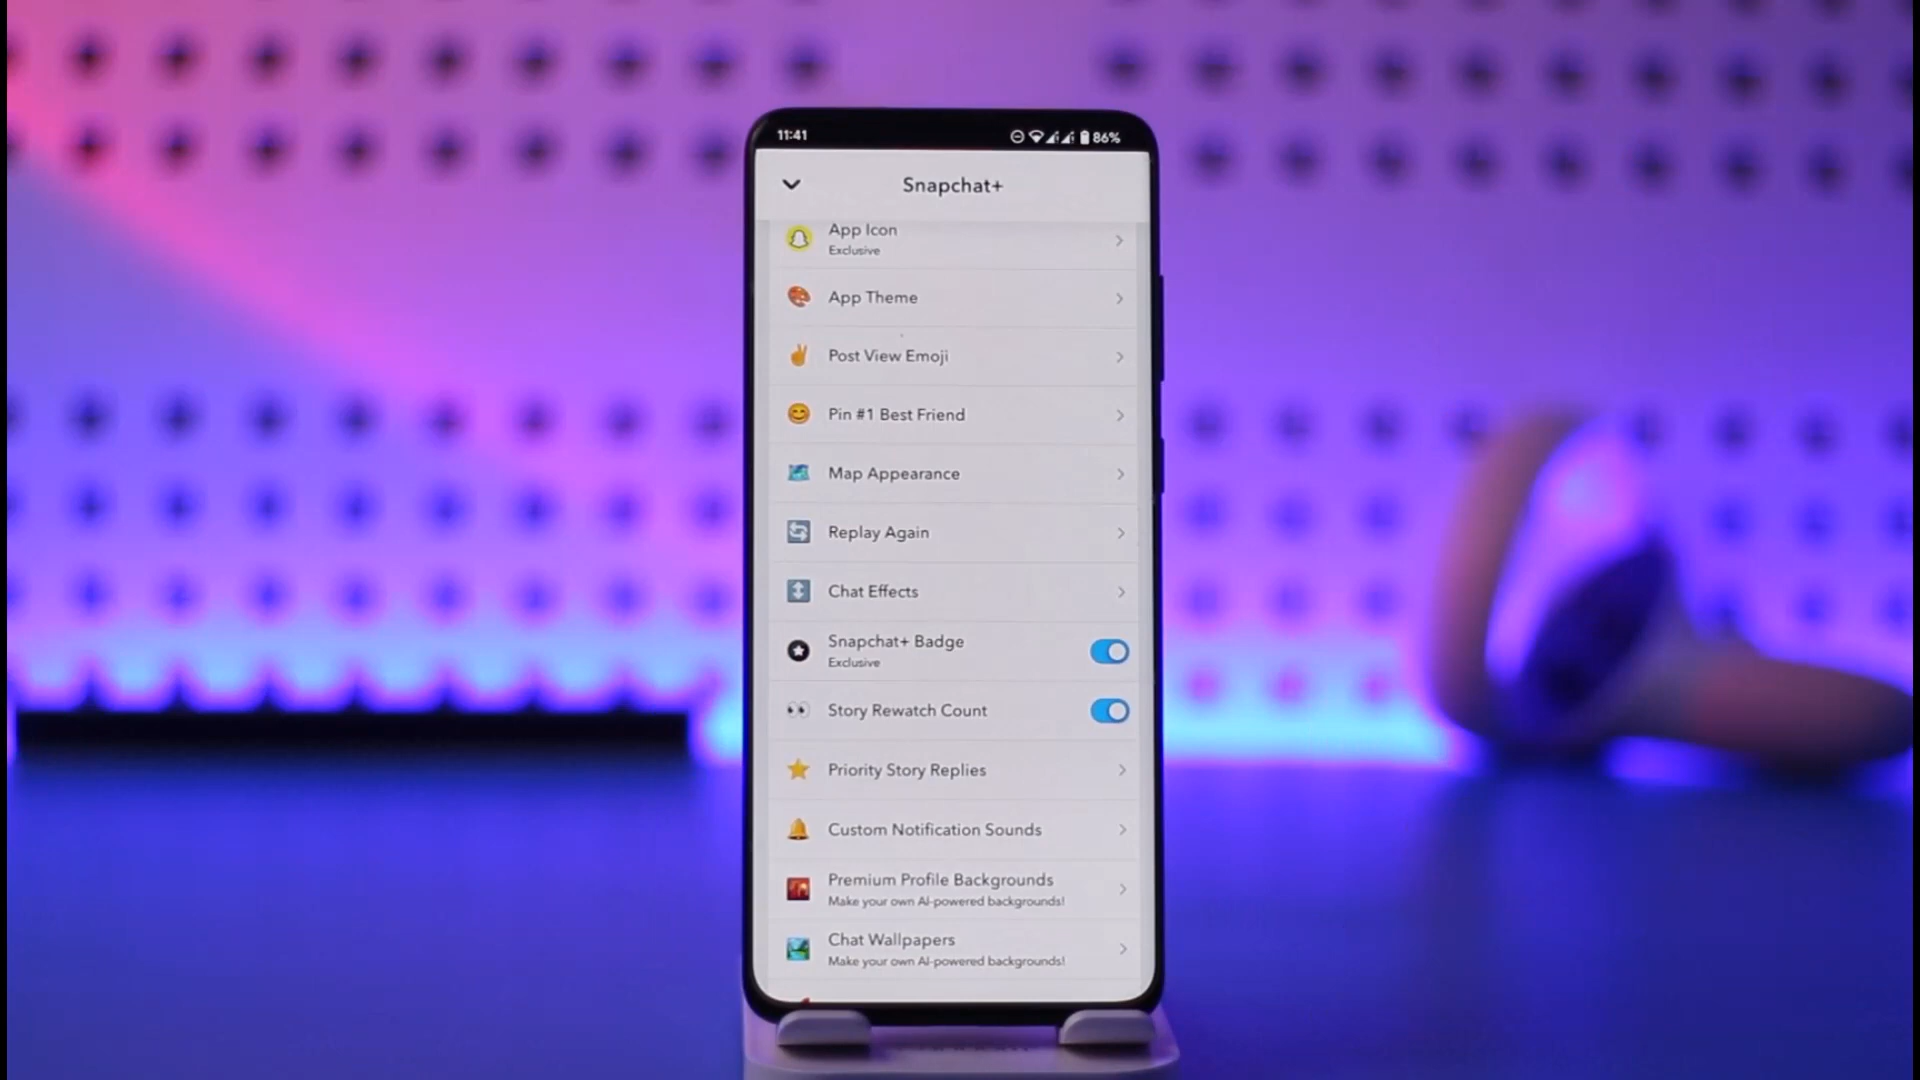 11:41
86%
Snapchat+
App Icon
Exclusive
App Theme
Post View Emoji
Pin #1 Best Friend
Map Appearance
Replay Again
Chat Effects
Snapchat+ Badge
Exclusive
Story Rewatch Count
Priority Story Replies
Custom Notification Sounds
Premium Profile Backgrounds
Make your own AI-powered backgrounds!
Chat Wallpapers
Make your own AI-powered backgrounds!